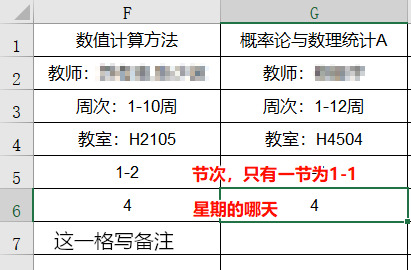 F G
1 数值计算方法 概率论与数理统计A
2 教师： 教师：
3 周次：1-10周 周次：1-12周
4 教室：H2105 教室：H4504
5 1-2 节次，只有一节为1-1
6 4 星期的哪天 4
7 这一格写备注